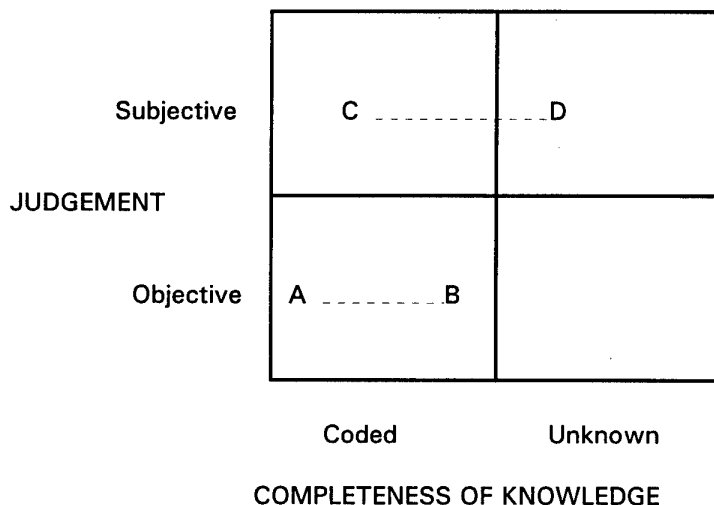 Subjective
C D
JUDGEMENT
Objective
A B
Coded Unknown
COMPLETENESS OF KNOWLEDGE